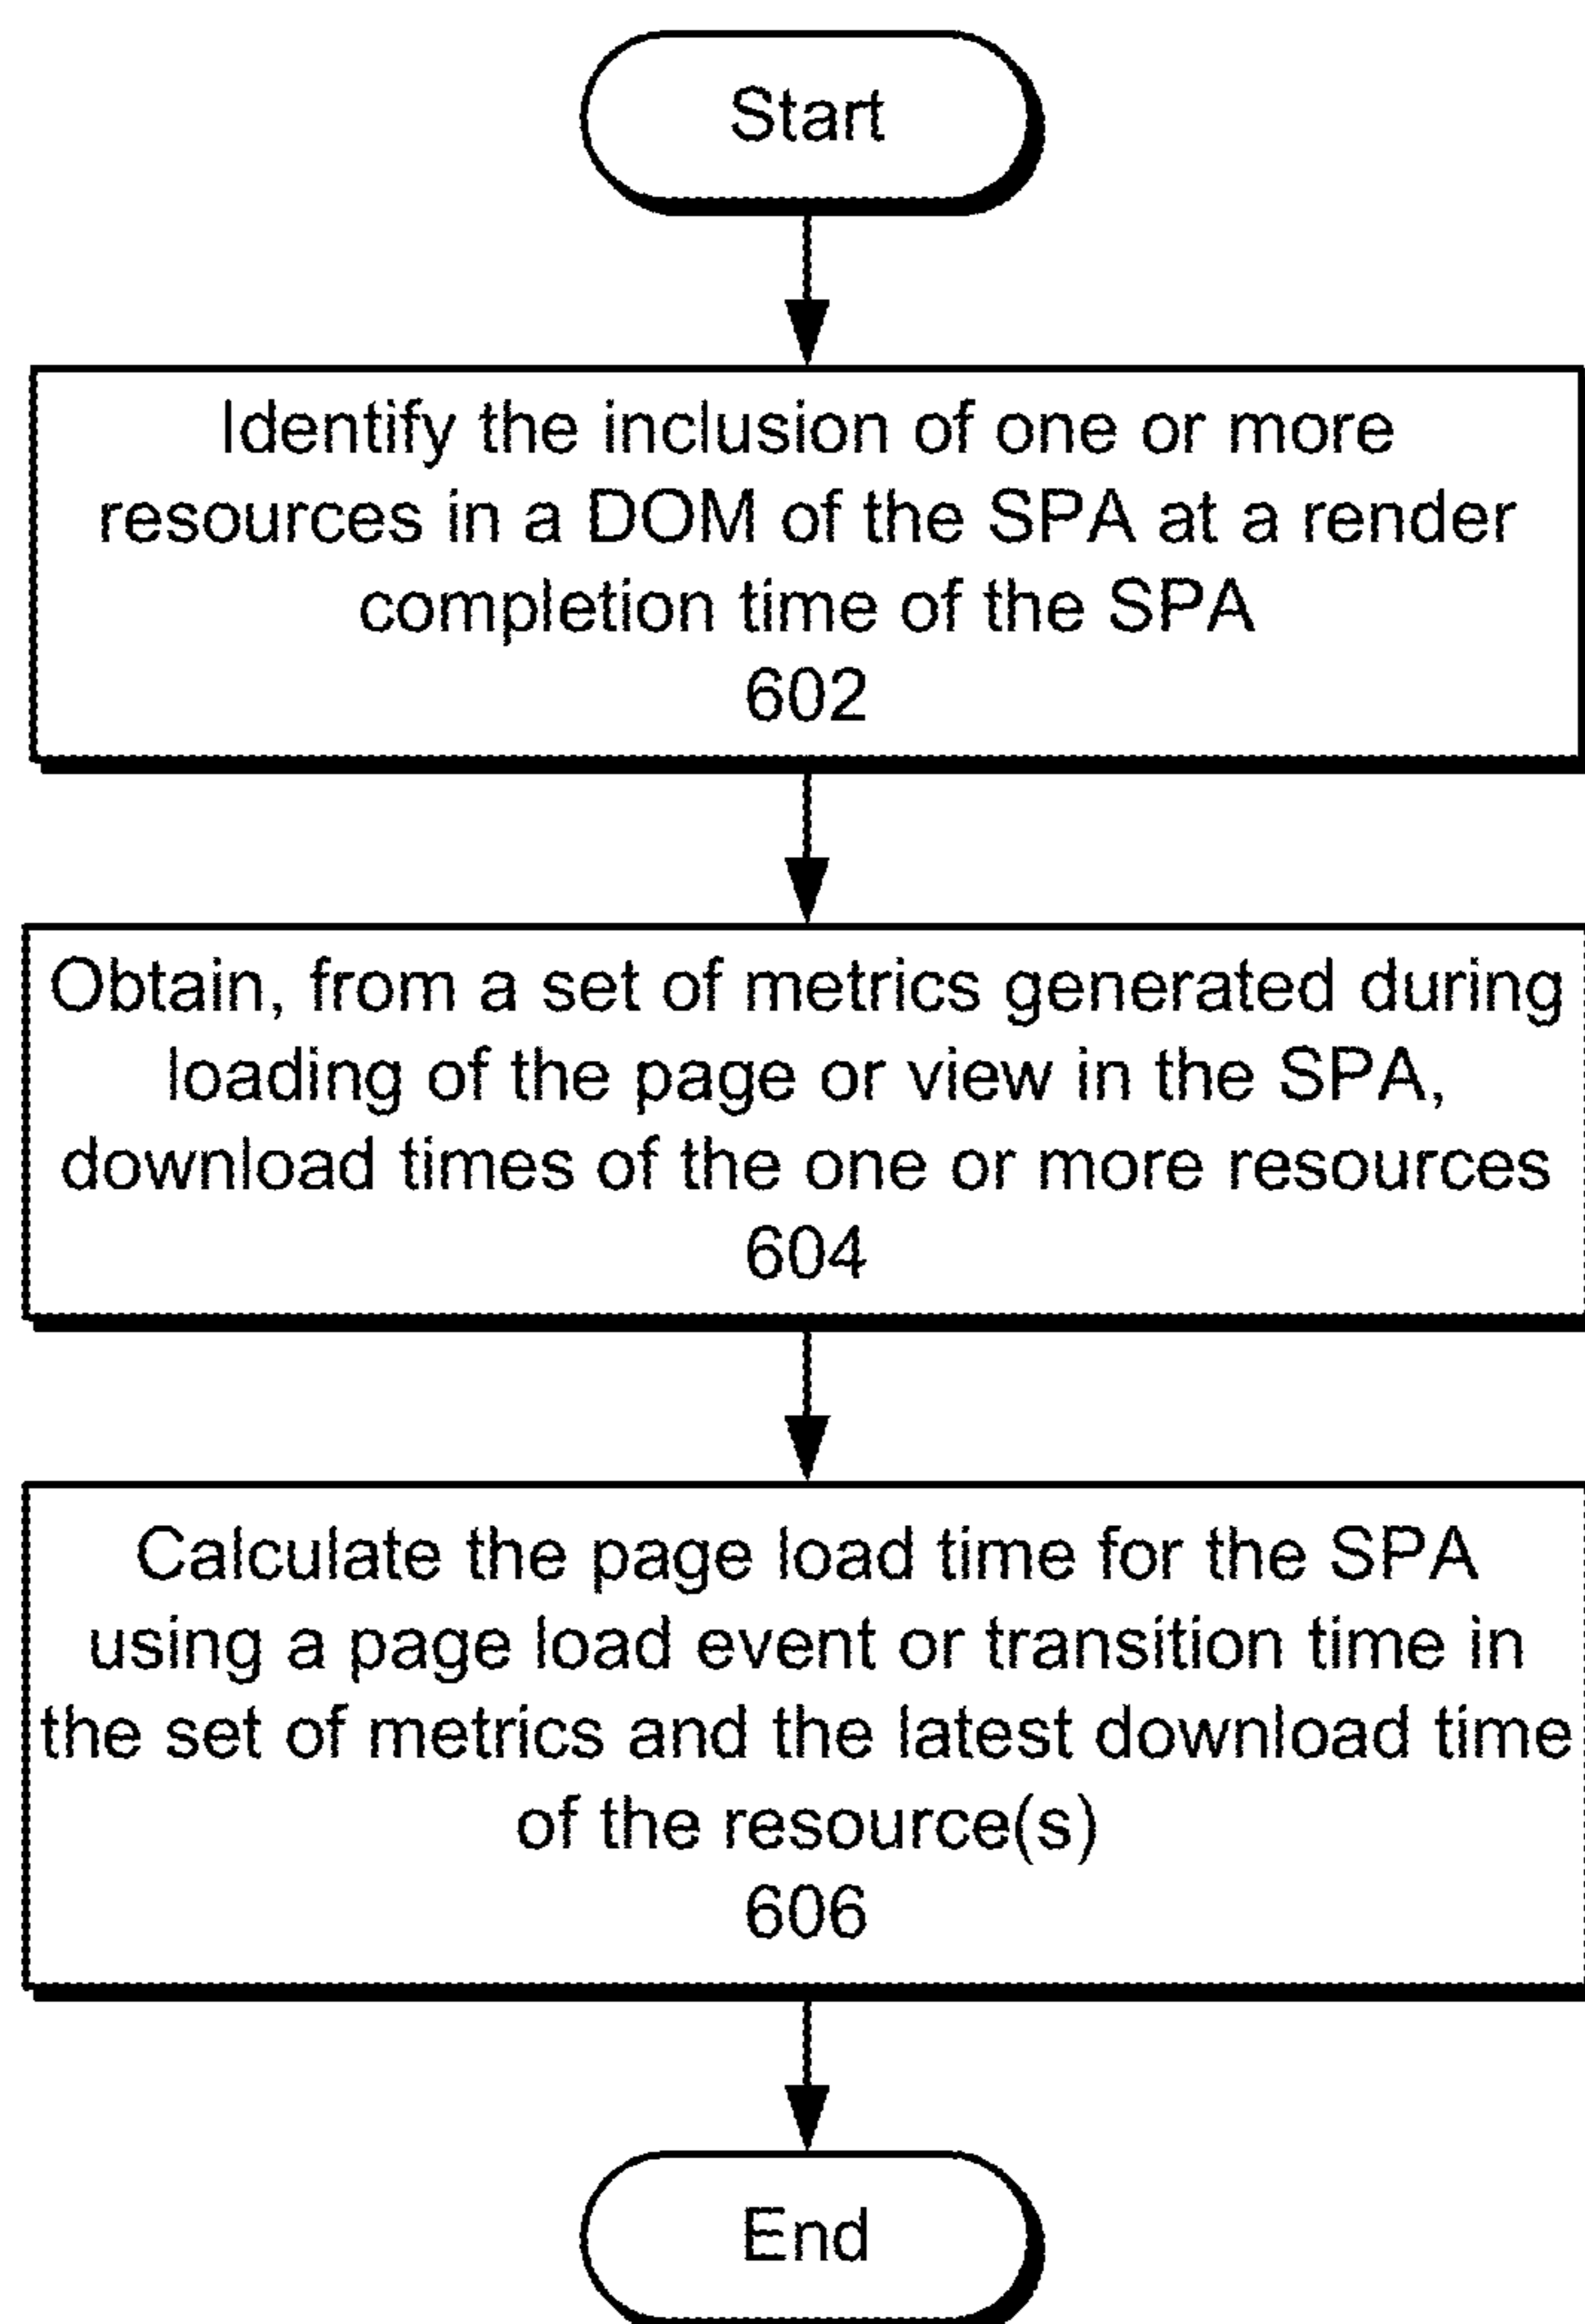 Start
Identify the inclusion of one or more
resources in a DOM of the SPA at a render
completion time of the SPA
602
Obtain, from a set of metrics generated during
loading of the page or view in the SPA,
download times of the one or more resources
604
Calculate the page load time for the SPA
using a page load event or transition time in
the set of metrics and the latest download time
of the resource(s)
606
End